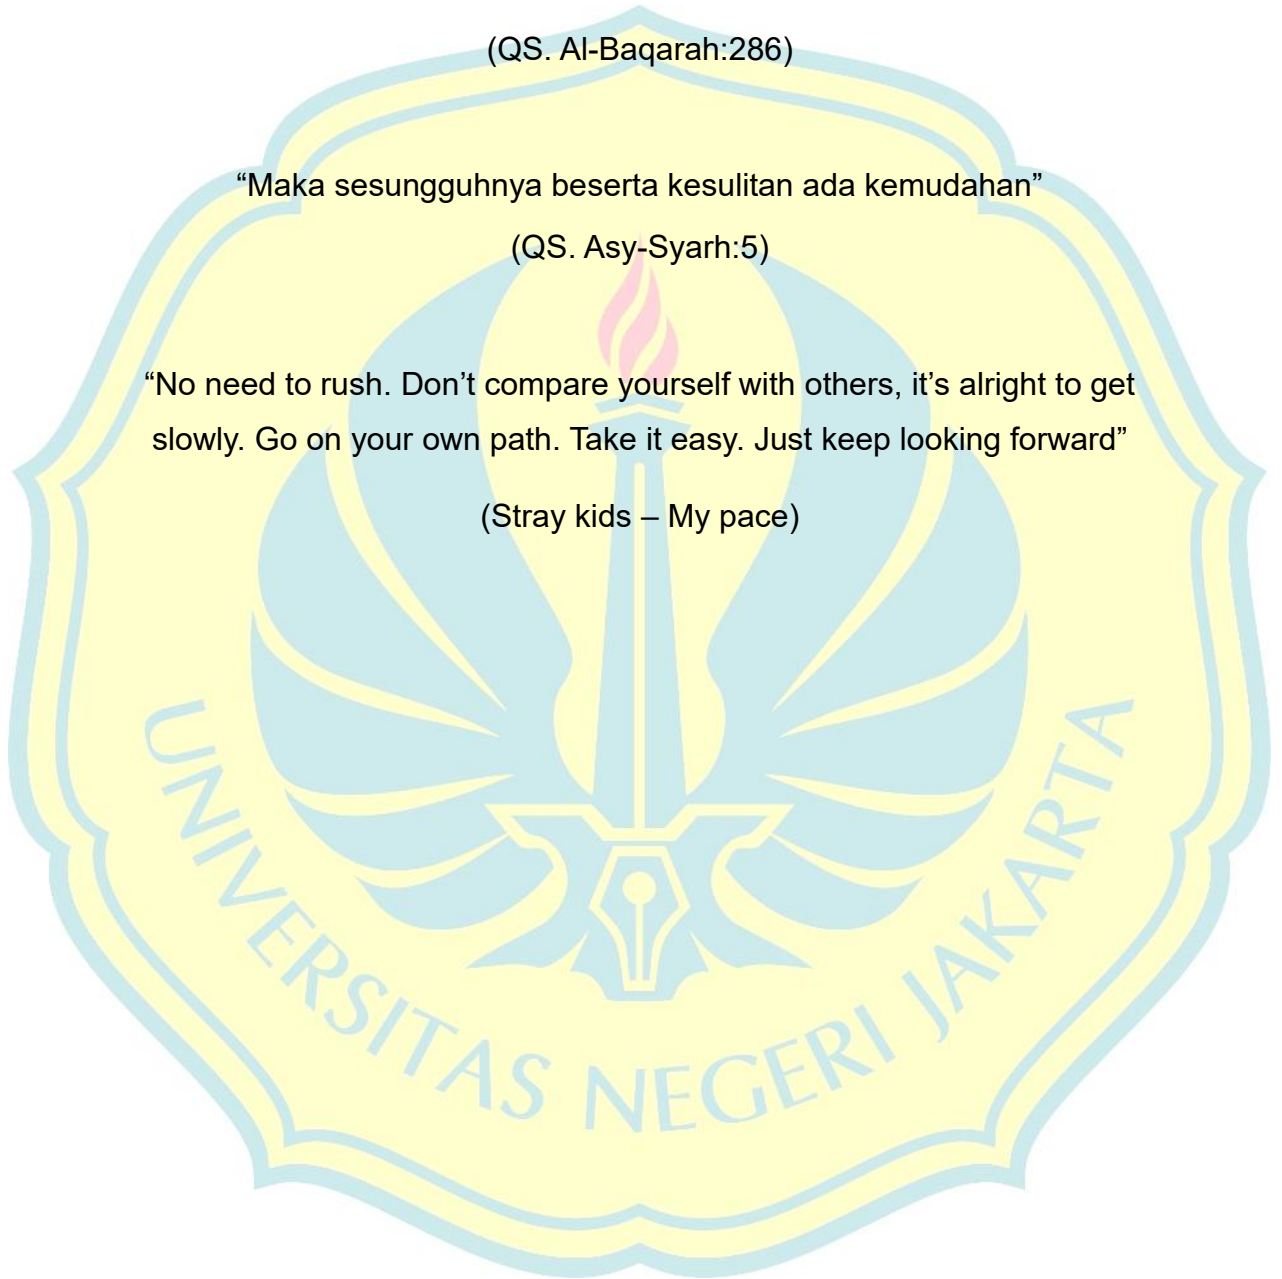 (QS. Al-Baqarah:286)
“Maka sesungguhnya beserta kesulitan ada kemudahan”
(QS. Asy-Syarh:5)
“No need to rush. Don’t compare yourself with others, it’s alright to get
slowly. Go on your own path. Take it easy. Just keep looking forward”
(Stray kids – My pace)
UNIVERSITAS NEGERI JAKARTA